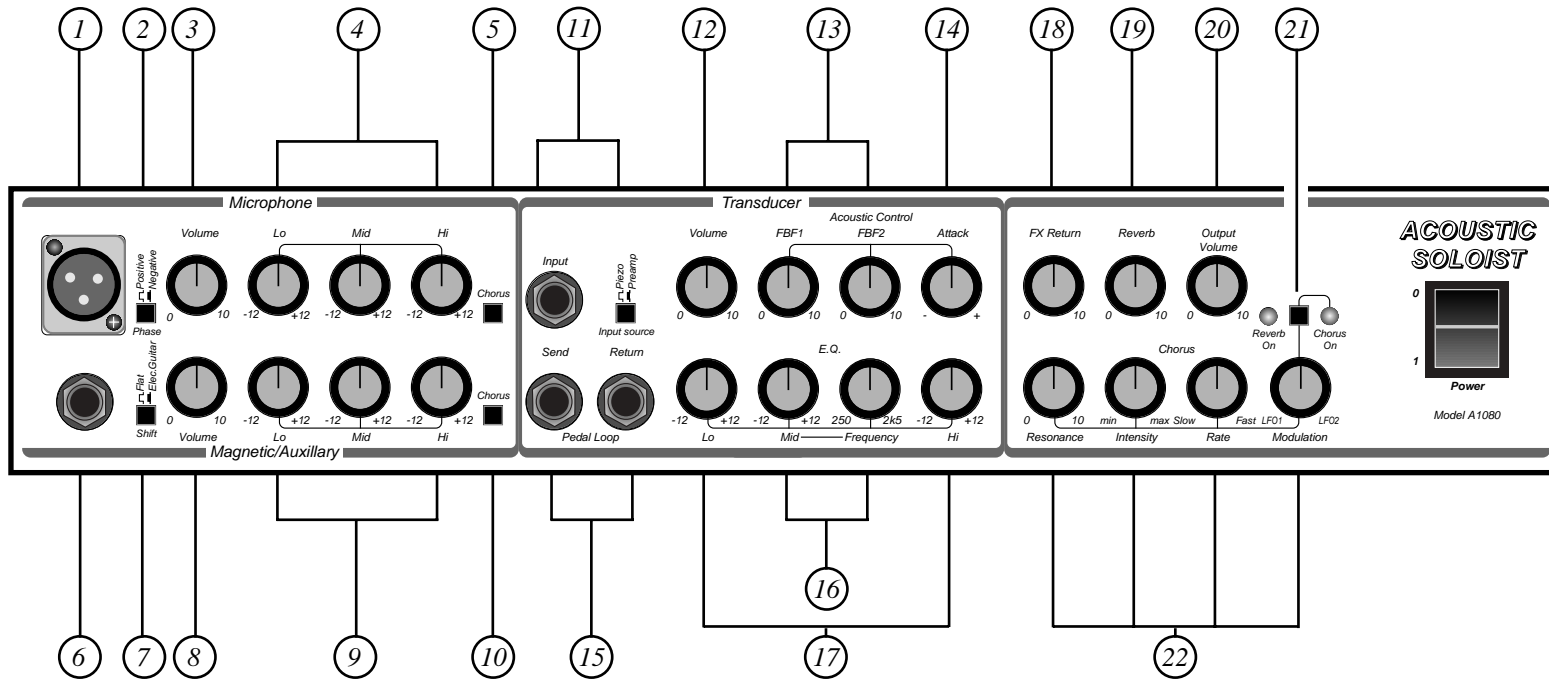 1 2 3 4 5 11 12 13 14 18 19 20 21
Microphone
Transducer
Acoustic Control
Volume Lo Mid Hi
Input
Volume FBF1 FBF2 Attack
FX Return Reverb Output Volume
ACOUSTIC SOLOIST
Positive
Negative
Phase
0 10 -12 +12 -12 +12 -12 +12
Chorus
Piezo
Preamp
Input source
0 10 0 10 0 10 - +
0 10 0 10 0 10
Reverb On
Chorus On
0
1
Power
Model A1080
Flat
Elec.Guitar
Shift
0 10 -12 +12 -12 +12 -12 +12
Chorus
Volume Lo Mid Hi
Magnetic/Auxillary
Send Return
Pedal Loop
E.Q.
-12 +12 -12 +12 250 2k5 -12 +12
Lo Mid Frequency Hi
Chorus
0 10 min max Slow Fast LFO1 LFO2
Resonance Intensity Rate Modulation
16
6 7 8 9 10 15 17 22